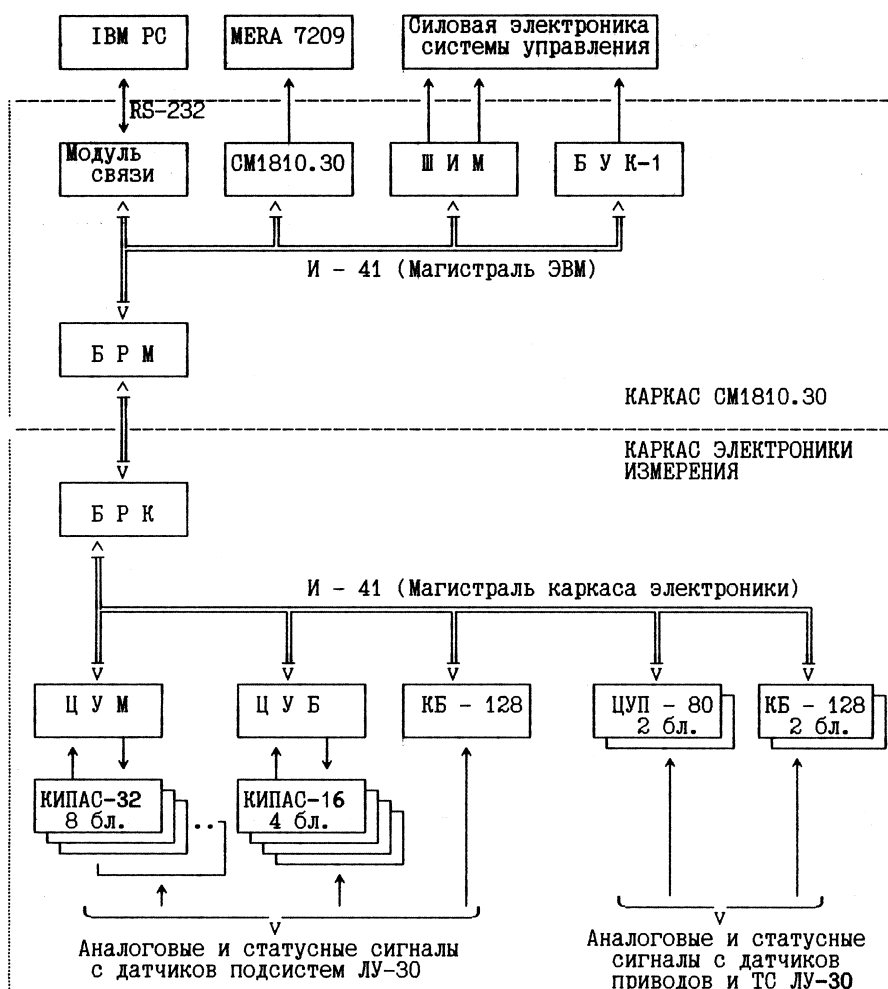 IBM PC
MERA 7209
Силовая электроника
системы управления
RS-232
Модуль
связи
СМ1810.30
Ш И М
Б У К-1
И - 41 (Магистраль ЭВМ)
Б Р М
КАРКАС СМ1810.30
КАРКАС ЭЛЕКТРОНИКИ
ИЗМЕРЕНИЯ
Б Р К
И - 41 (Магистраль каркаса электроники)
Ц У М
Ц У Б
КБ - 128
ЦУП - 80
2 бл.
КБ - 128
2 бл.
КИПАС-32
8 бл.
КИПАС-16
4 бл.
Аналоговые и статусные сигналы
с датчиков подсистем ЛУ-30
Аналоговые и статусные
сигналы с датчиков
приводов и ТС ЛУ-30